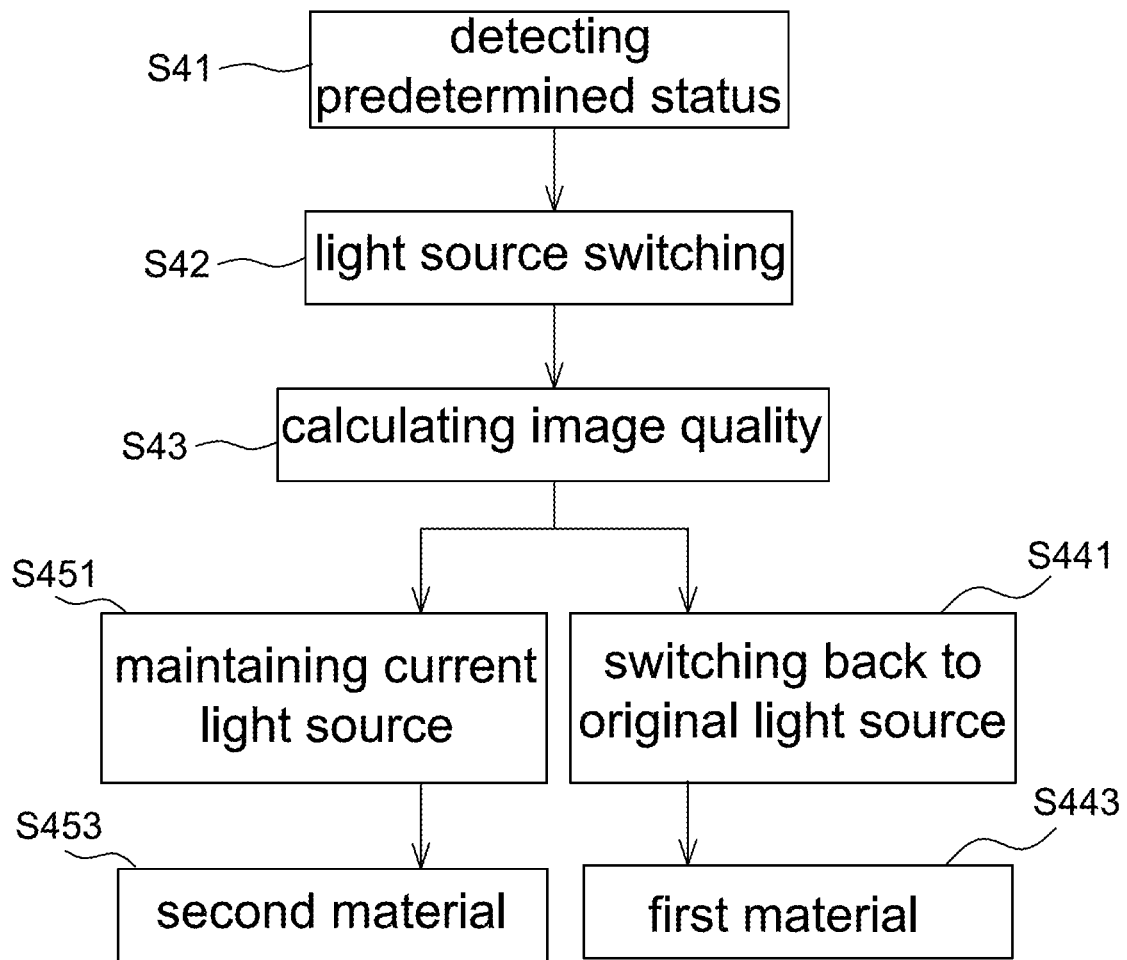 S41
detecting
predetermined status
S42
light source switching
S43
calculating image quality
S451
S441
maintaining current
light source
switching back to
original light source
S453
S443
second material
first material